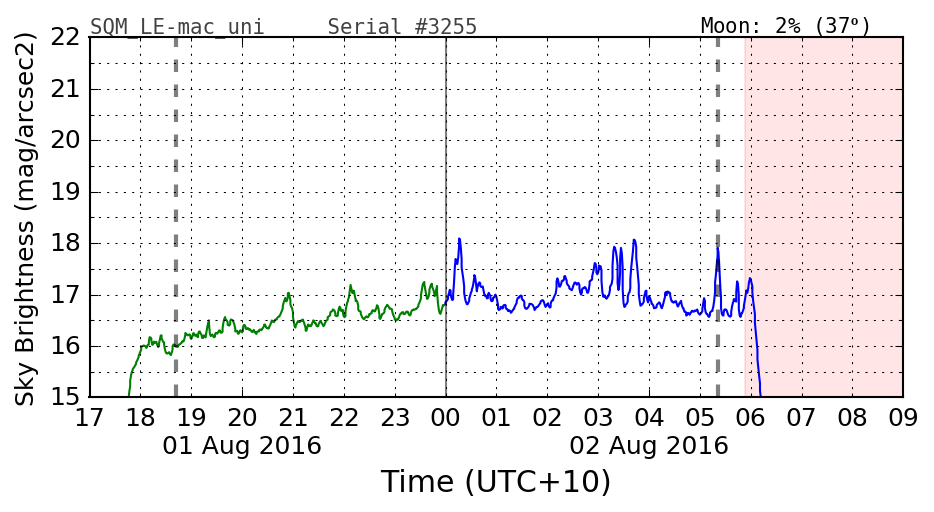 SQM_LE-mac_uni Serial #3255 Moon: 2% (37°)
Sky Brightness (mag/arcsec2)
22
21
20
19
18
17
16
15
17 18 19 20 21 22 23 00 01 02 03 04 05 06 07 08 09
01 Aug 2016 02 Aug 2016
Time (UTC+10)